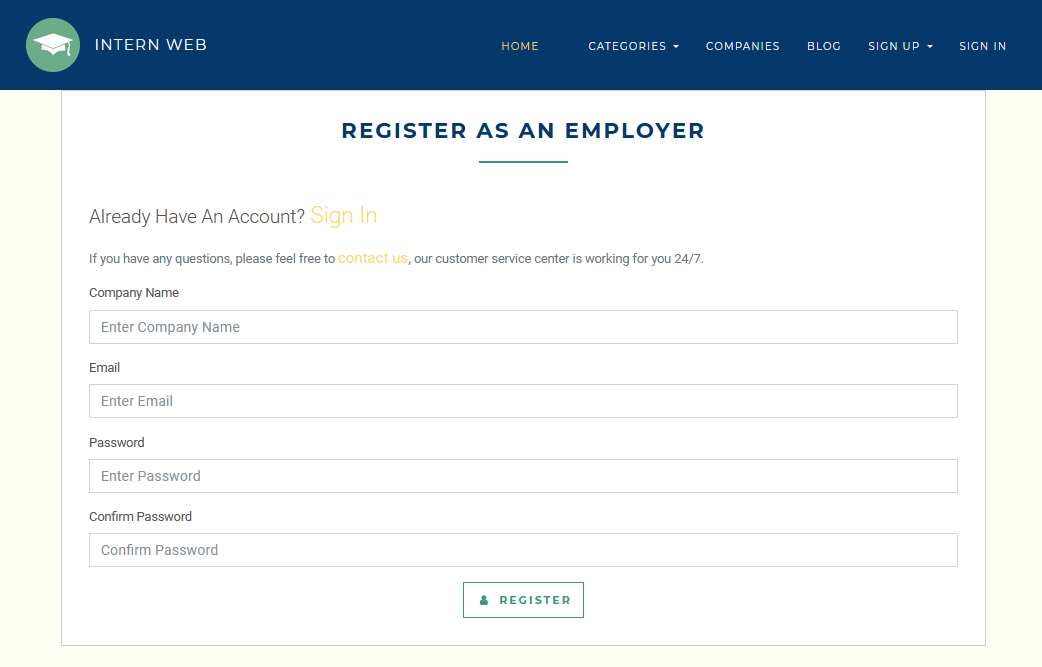 INTERN WEB
HOME CATEGORIES COMPANIES BLOG SIGN UP SIGN IN
REGISTER AS AN EMPLOYER
Already Have An Account? Sign In
If you have any questions, please feel free to contact us, our customer service center is working for you 24/7.
Company Name
Enter Company Name
Email
Enter Email
Password
Enter Password
Confirm Password
Confirm Password
REGISTER